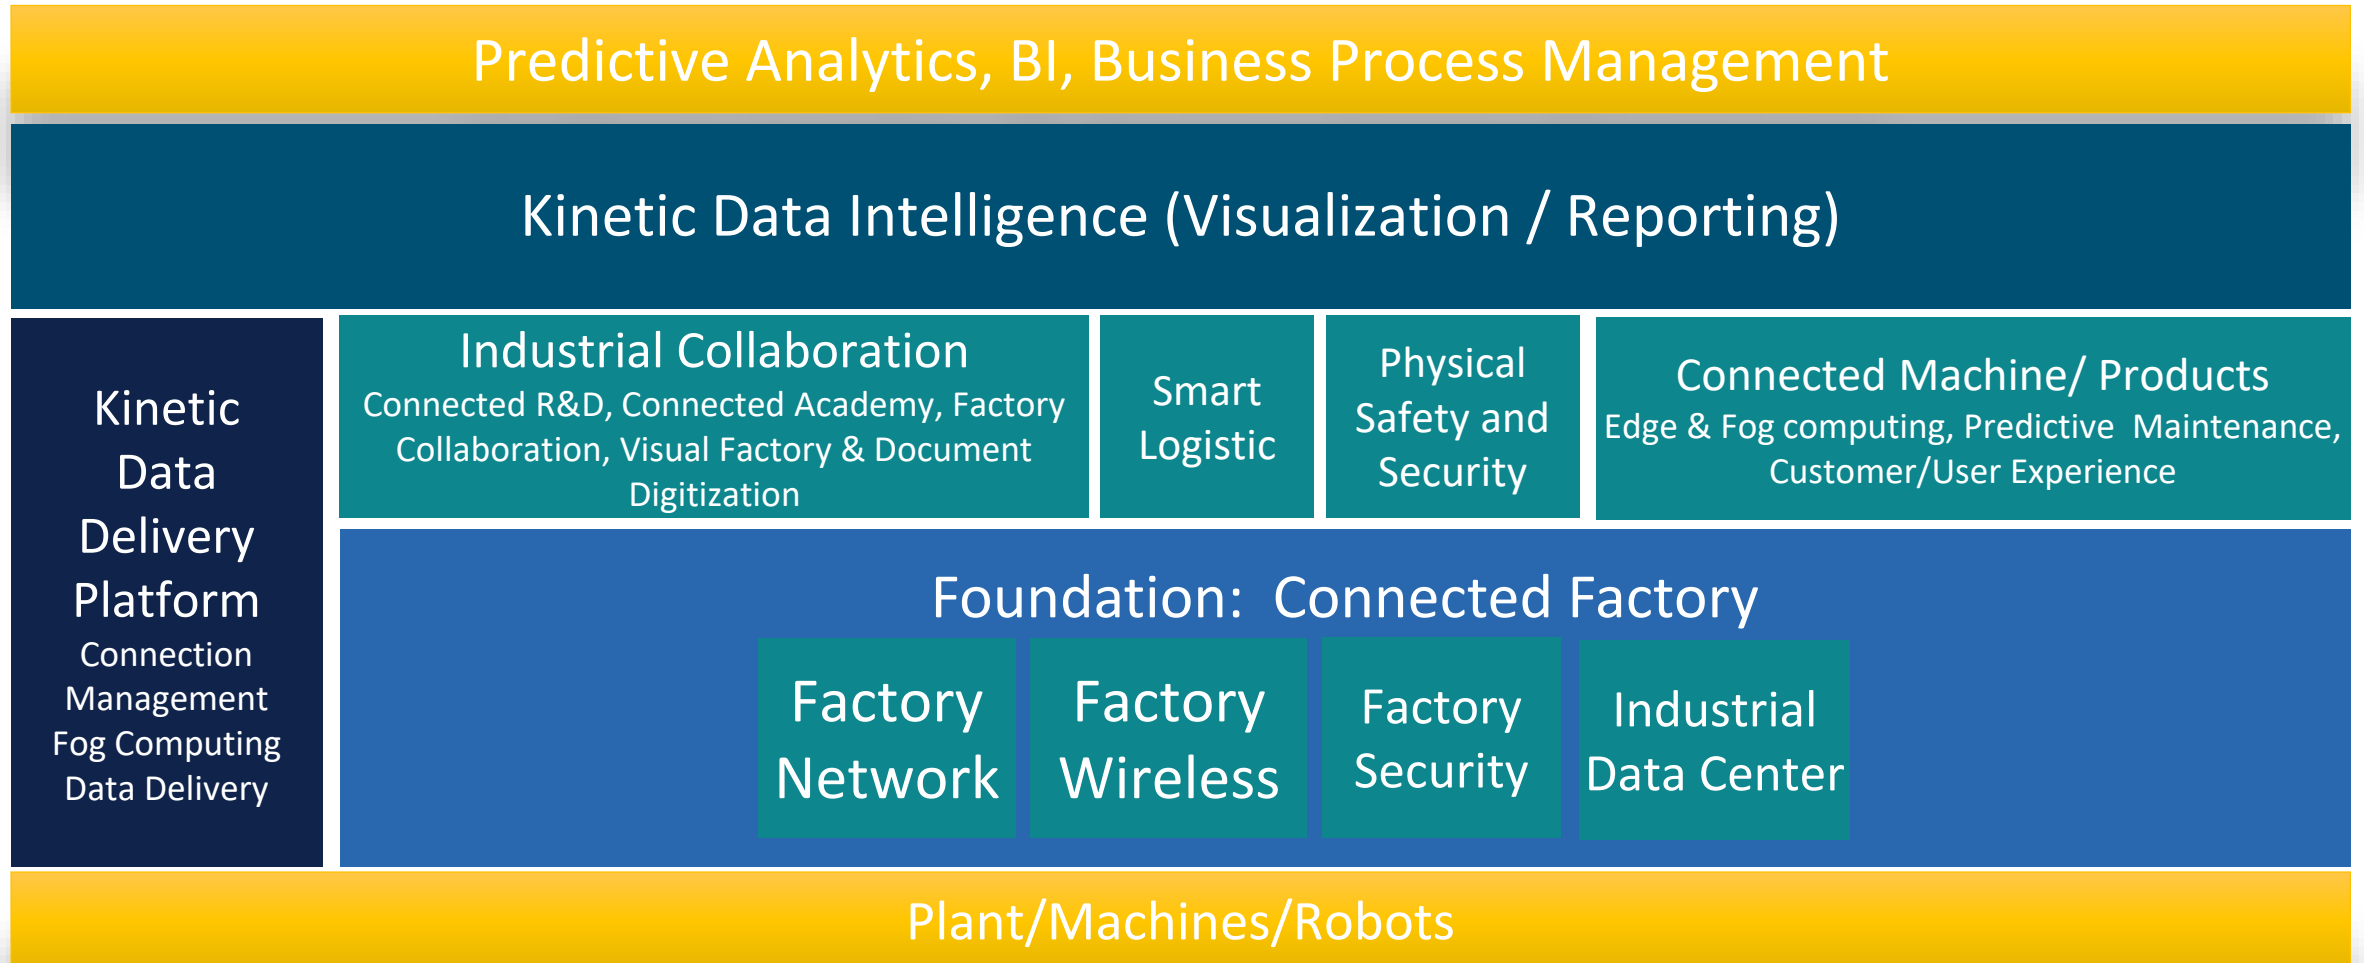 Predictive Analytics, BI, Business Process Management
Kinetic Data Intelligence (Visualization / Reporting)
Kinetic
Data
Delivery
Platform
Connection
Management
Fog Computing
Data Delivery
Industrial Collaboration
Connected R&D, Connected Academy, Factory
Collaboration, Visual Factory & Document
Digitization
Smart
Logistic
Physical
Safety and
Security
Connected Machine/ Products
Edge & Fog computing, Predictive  Maintenance,
Customer/User Experience
Foundation:  Connected Factory
Factory
Network
Factory
Wireless
Factory
Security
Industrial
Data Center
Plant/Machines/Robots